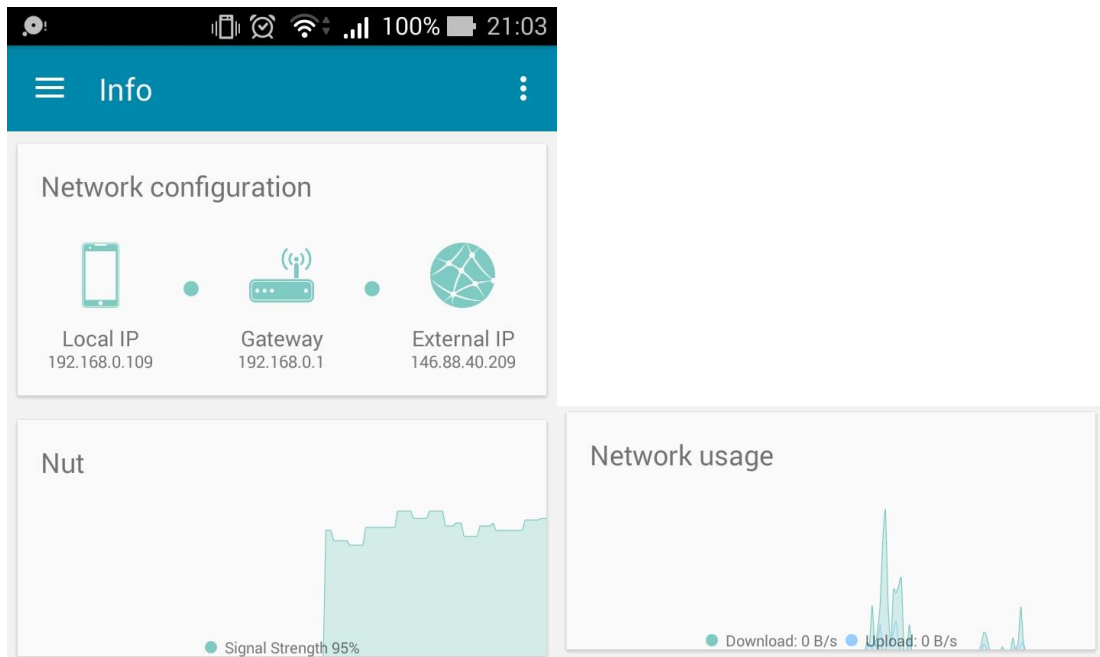 100% 21:03
Info
Network configuration
Local IP Gateway External IP
192.168.0.109 192.168.0.1 146.88.40.209
Nut
Signal Strength 95%
Network usage
Download: 0 B/s Upload: 0 B/s